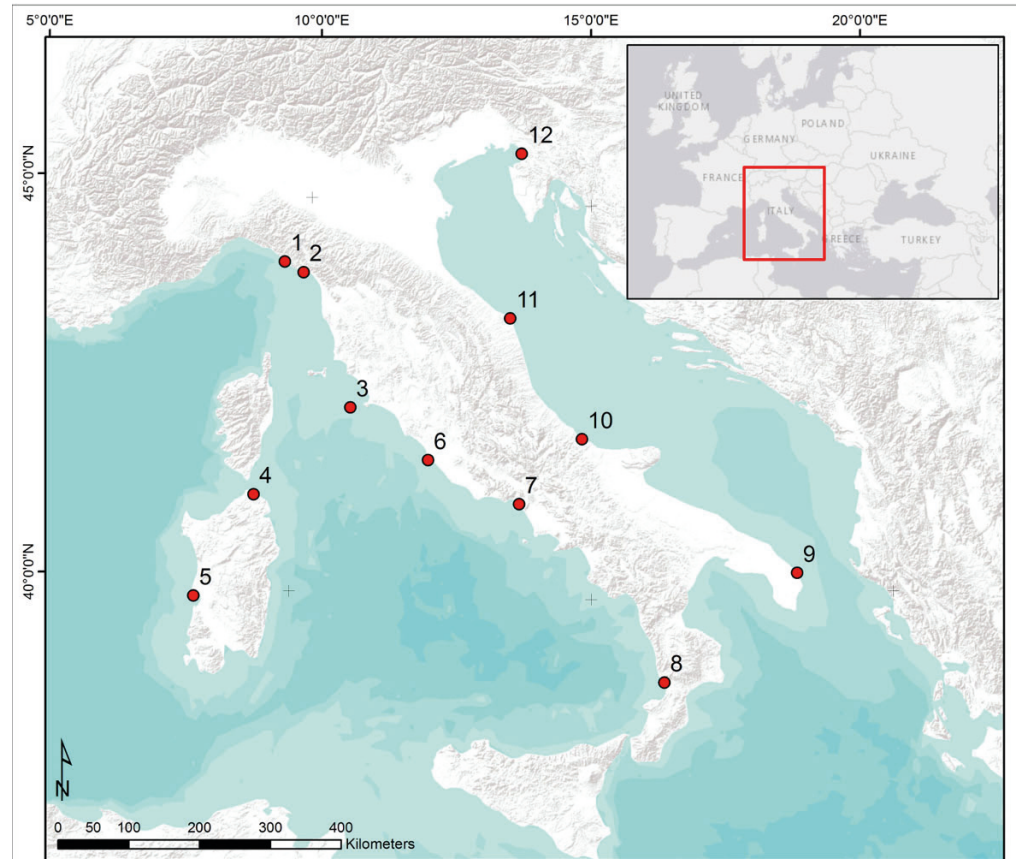 5°0'0"E 10°0'0"E 15°0'0"E 20°0'0"E
UNITED
KINGDOM
POLAND
GERMANY
UKRAINE
FRANCE
ITALY
GREECE
TURKEY
45°0'0"N
40°0'0"N
12
1
2
11
3
10
6
4
7
9
5
8
N
0 50 100 200 300 400
Kilometers